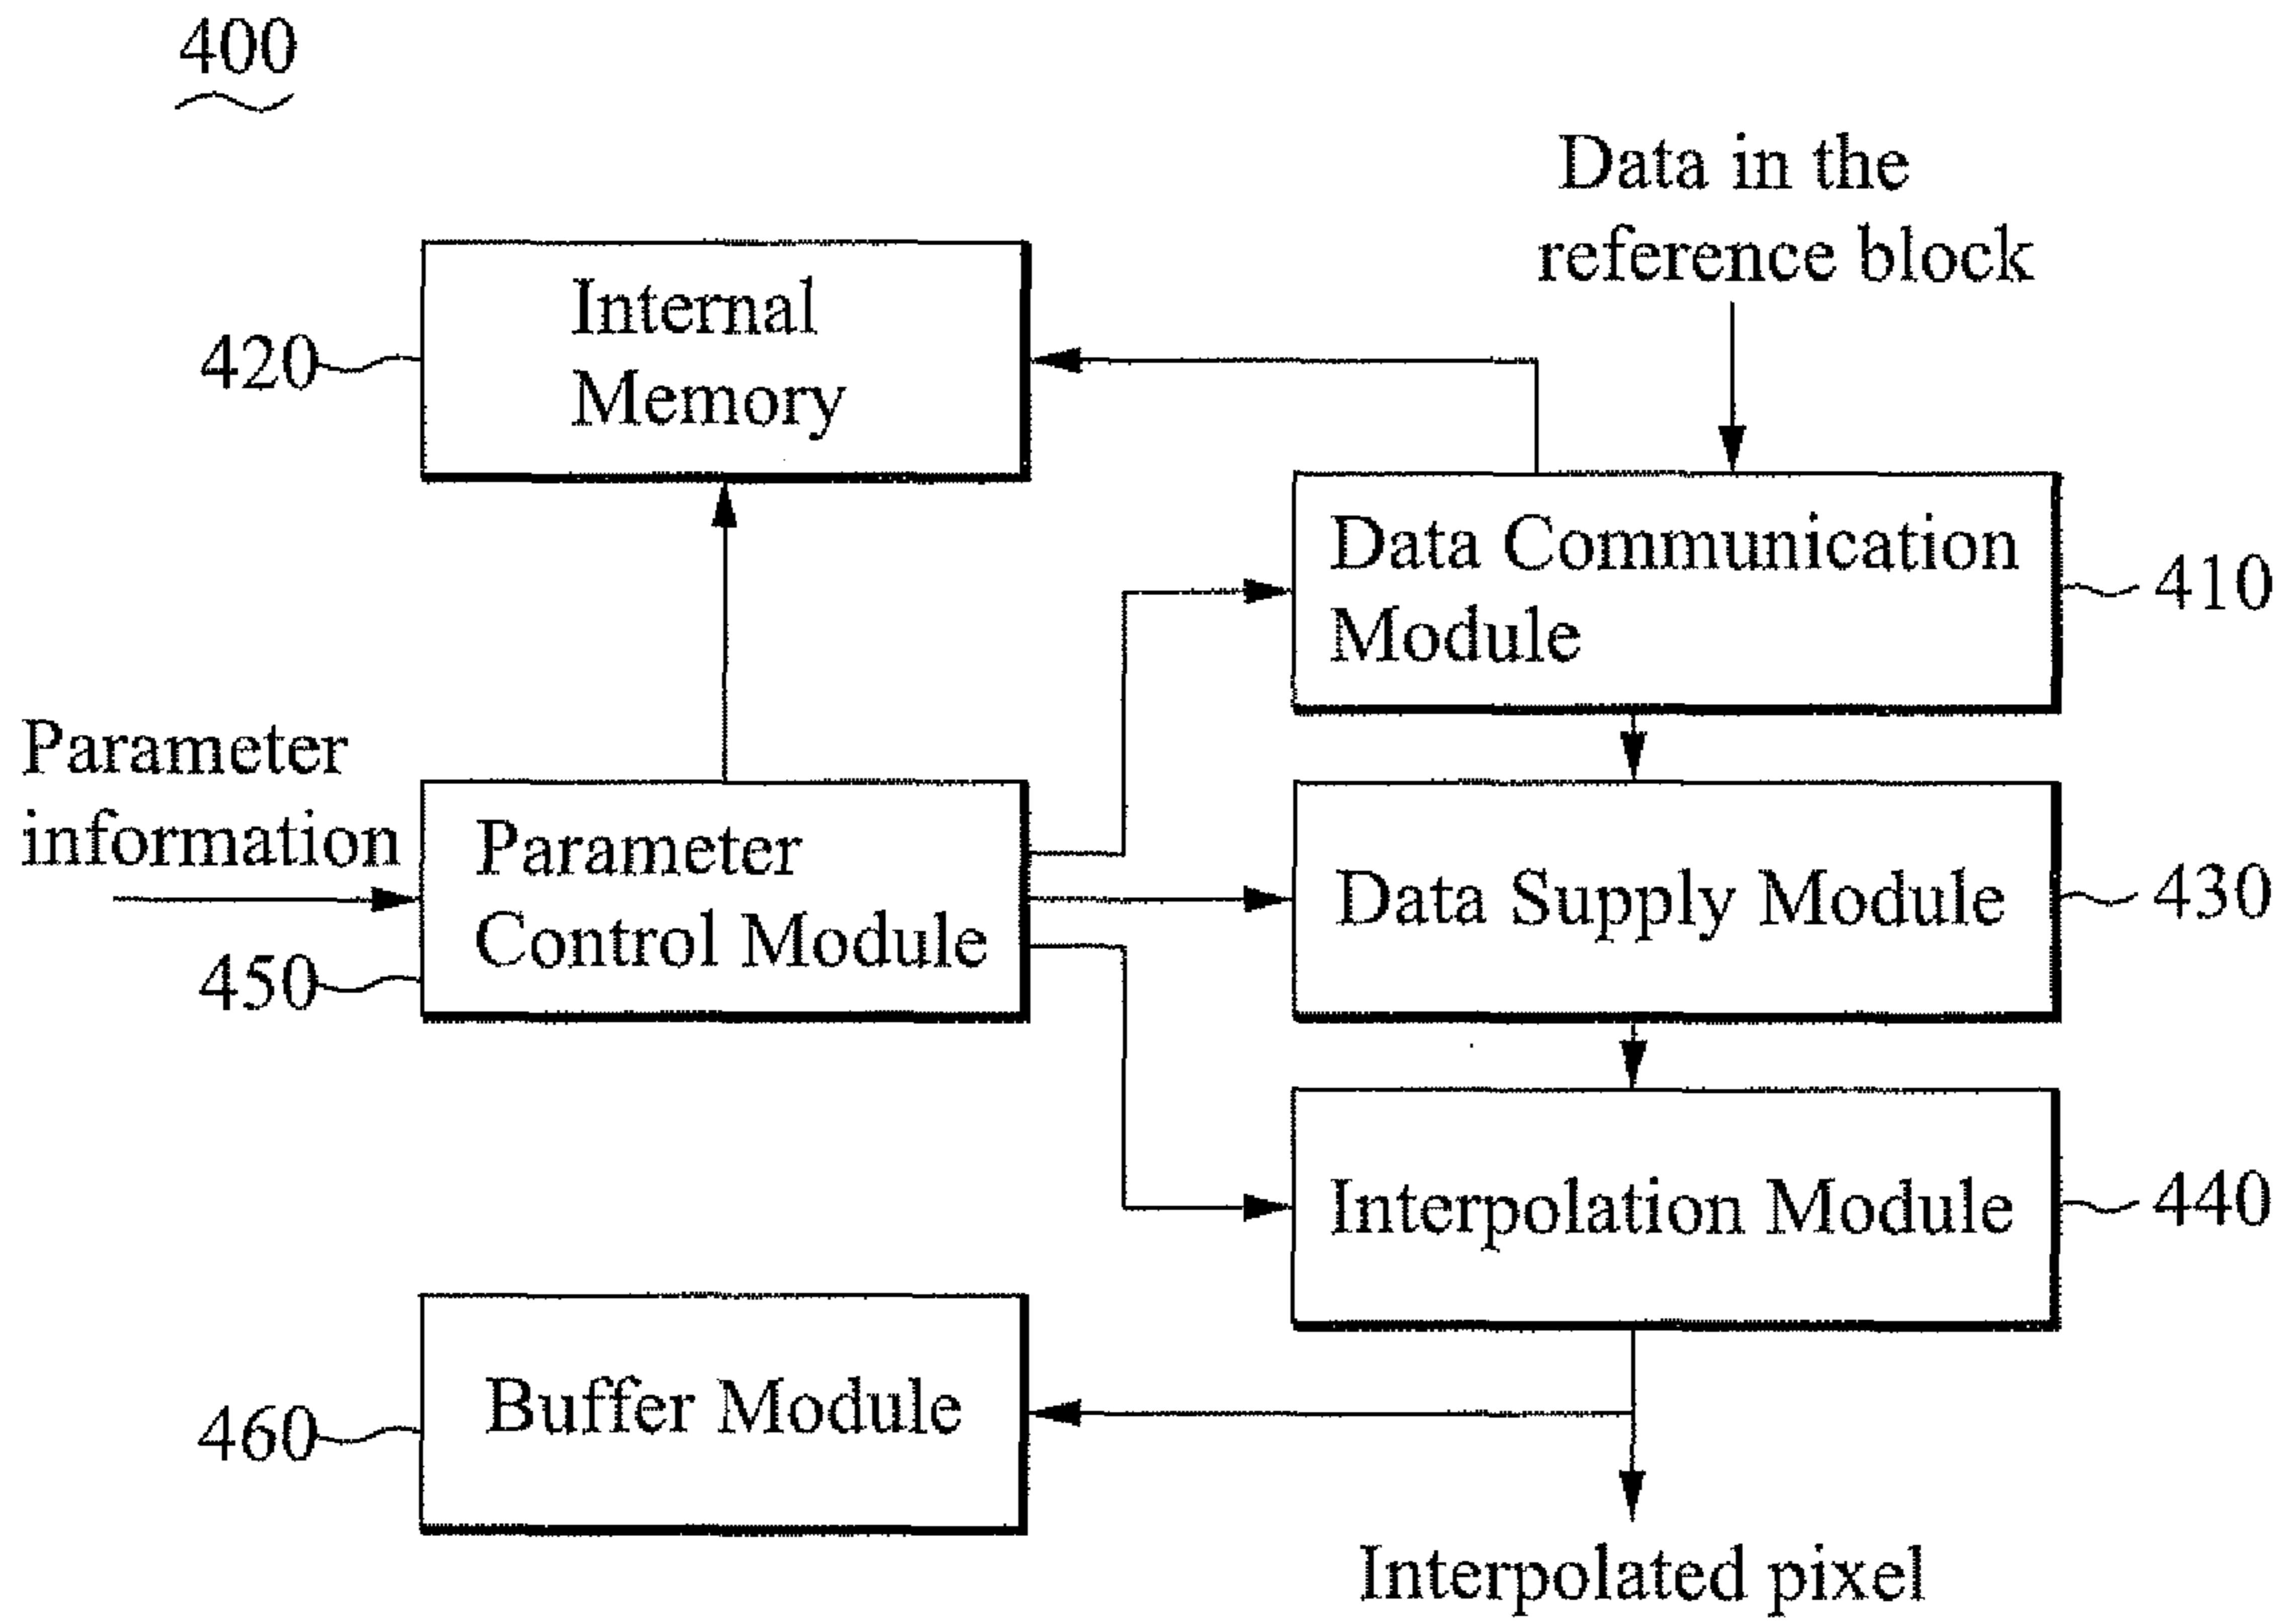 400
Data in the
reference block
Internal
Memory
420
Data Communication
Module
410
Parameter
information
Parameter
Control Module
450
Data Supply Module
430
Interpolation Module
440
Buffer Module
460
Interpolated pixel